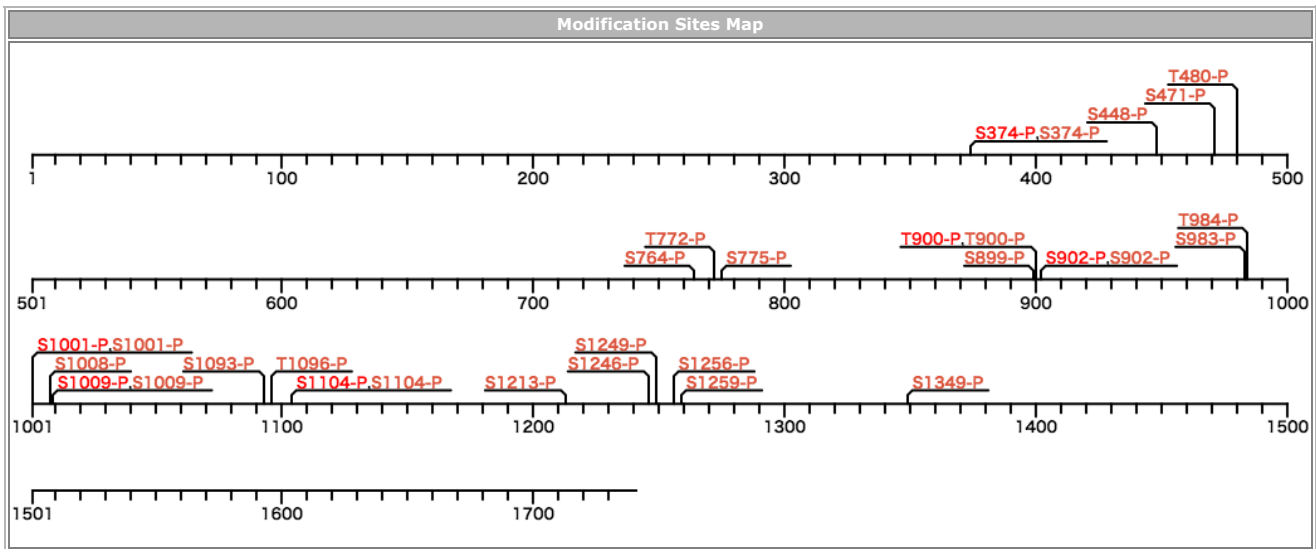 Modification Sites Map
T480-P
S471-P
S448-P
S374-P,S374-P
1 100 200 300 400 500
T984-P
T772-P T900-P,T900-P S983-P
S764-P S775-P S899-P S902-P,S902-P
501 600 700 800 900 1000
S1001-P,S1001-P S1249-P
S1008-P S1093-P T1096-P S1246-P S1256-P
S1009-P,S1009-P S1104-P,S1104-P S1213-P S1259-P S1349-P
1001 1100 1200 1300 1400 1500
1501 1600 1700